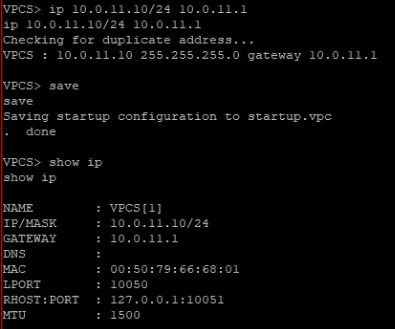 VPCS> ip 10.0.11.10/24 10.0.11.1
ip 10.0.11.10/24 10.0.11.1
Checking for duplicate address...
VPCS : 10.0.11.10 255.255.255.0 gateway 10.0.11.1
VPCS> save
save
Saving startup configuration to startup.vpc
.  done
VPCS> show ip
show ip
NAME        : VPCS[1]
IP/MASK     : 10.0.11.10/24
GATEWAY     : 10.0.11.1
DNS         :
MAC         : 00:50:79:66:68:01
LPORT       : 10050
RHOST:PORT  : 127.0.0.1:10051
MTU         : 1500